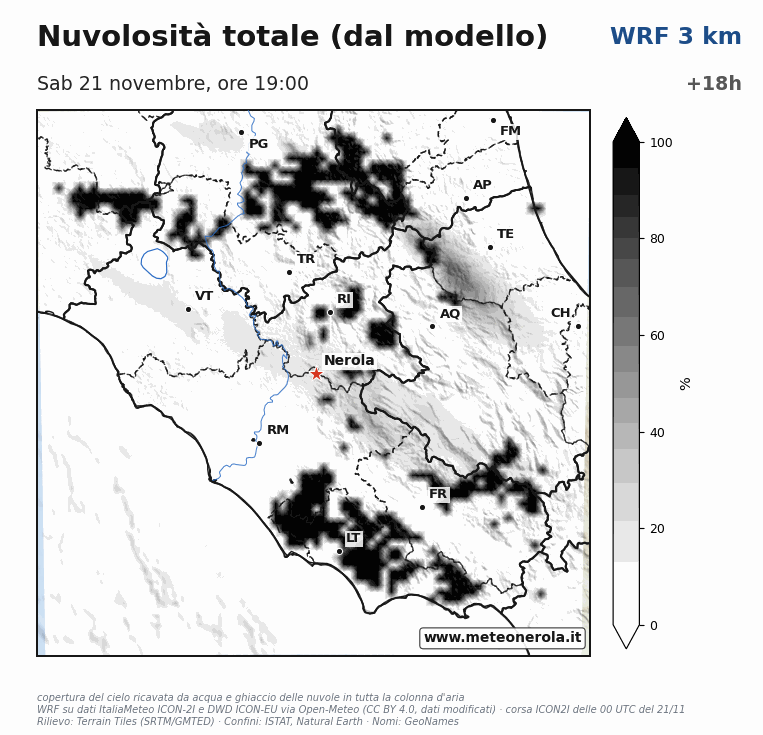 Nuvolosità totale (dal modello)
WRF 3 km
Sab 21 novembre, ore 19:00
+18h
FM
PG
AP
TE
TR
VT
RI
AQ
CH
Nerola
RM
FR
LT
www.meteonerola.it
100
80
60
40
20
0
%
copertura del cielo ricavata da acqua e ghiaccio delle nuvole in tutta la colonna d'aria
WRF su dati ItaliaMeteo ICON-2I e DWD ICON-EU via Open-Meteo (CC BY 4.0, dati modificati) · corsa ICON2I delle 00 UTC del 21/11
Rilievo: Terrain Tiles (SRTM/GMTED) · Confini: ISTAT, Natural Earth · Nomi: GeoNames